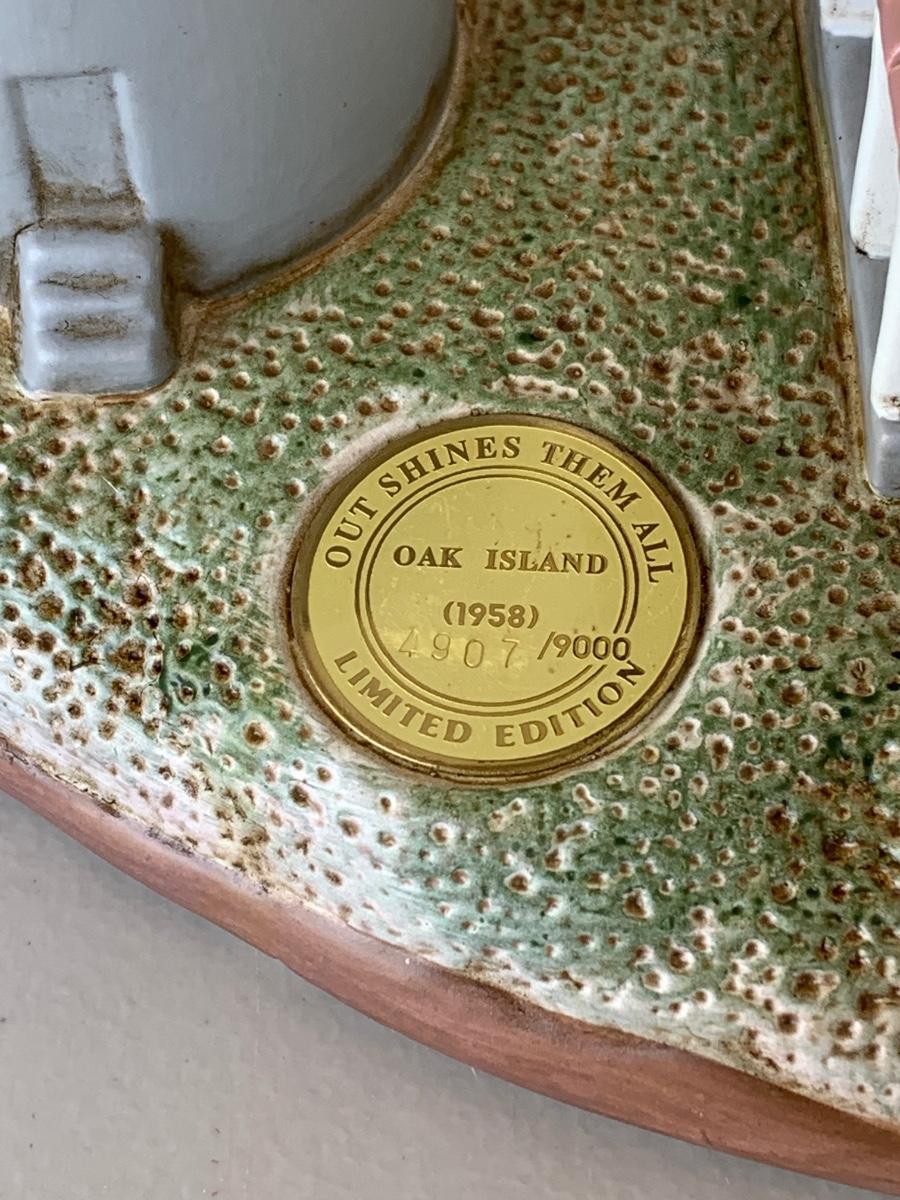 OUT SHINES THEM ALL
OAK ISLAND
(1958)
4907 /9000
LIMITED EDITION